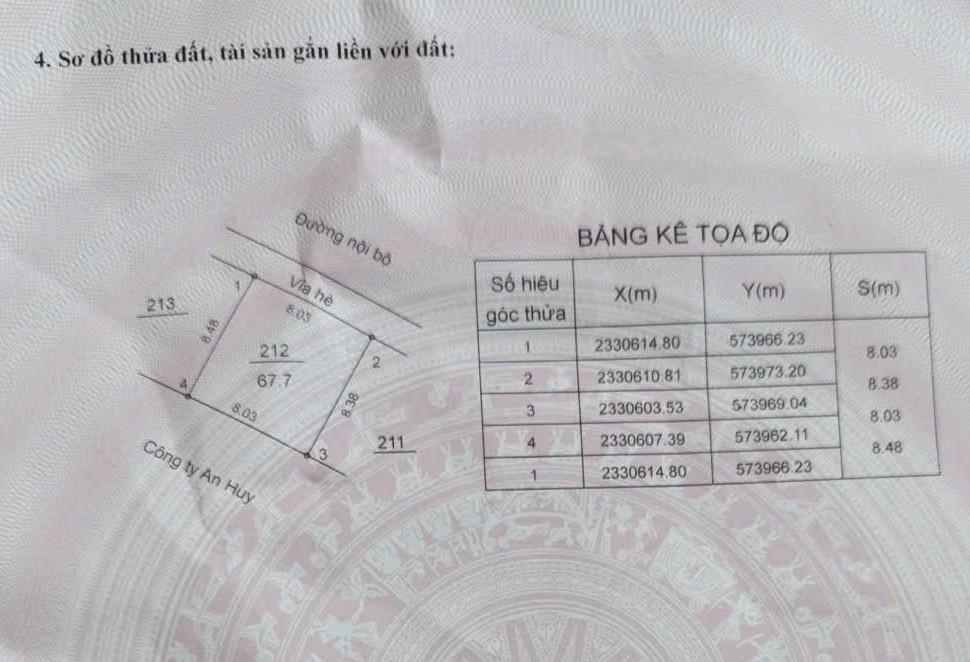 4. Sơ đồ thửa đất, tài sản gắn liền với đất:
Đường nội bộ
Vỉa hè
8.03
213
1
8.48
212
67.7
2
8.38
4
8.03
3
211
Công ty An Huy
BẢNG KÊ TỌA ĐỘ
Số hiệu góc thửa X(m) Y(m) S(m)
1 2330614.80 573966.23
8.03
2 2330610.81 573973.20
8.38
3 2330603.53 573969.04
8.03
4 2330607.39 573962.11
8.48
1 2330614.80 573966.23